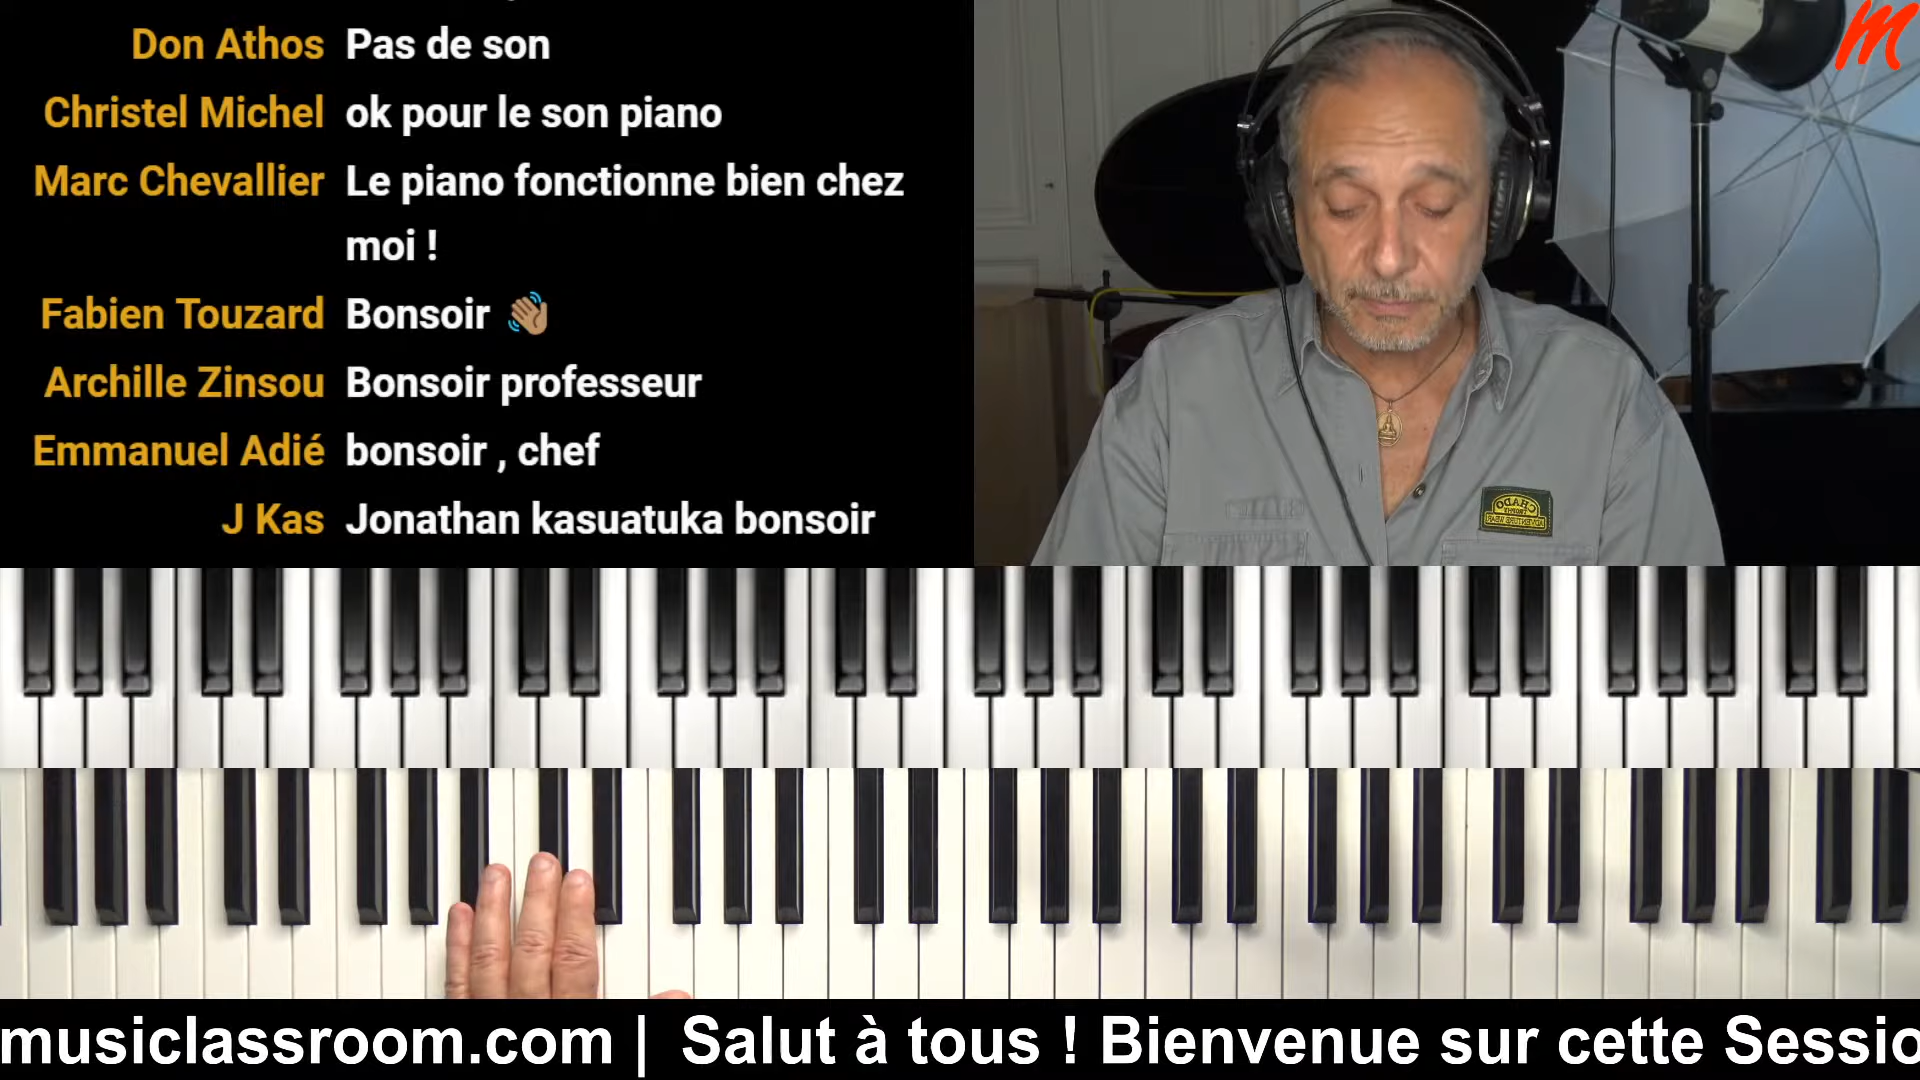 Don Athos Pas de son
Christel Michel ok pour le son piano
Marc Chevallier Le piano fonctionne bien chez
moi !
Fabien Touzard Bonsoir 👋🏽
Archille Zinsou Bonsoir professeur
Emmanuel Adié bonsoir , chef
J Kas Jonathan kasuatuka bonsoir
M
CHADO
musiclassroom.com | Salut à tous ! Bienvenue sur cette Sessio